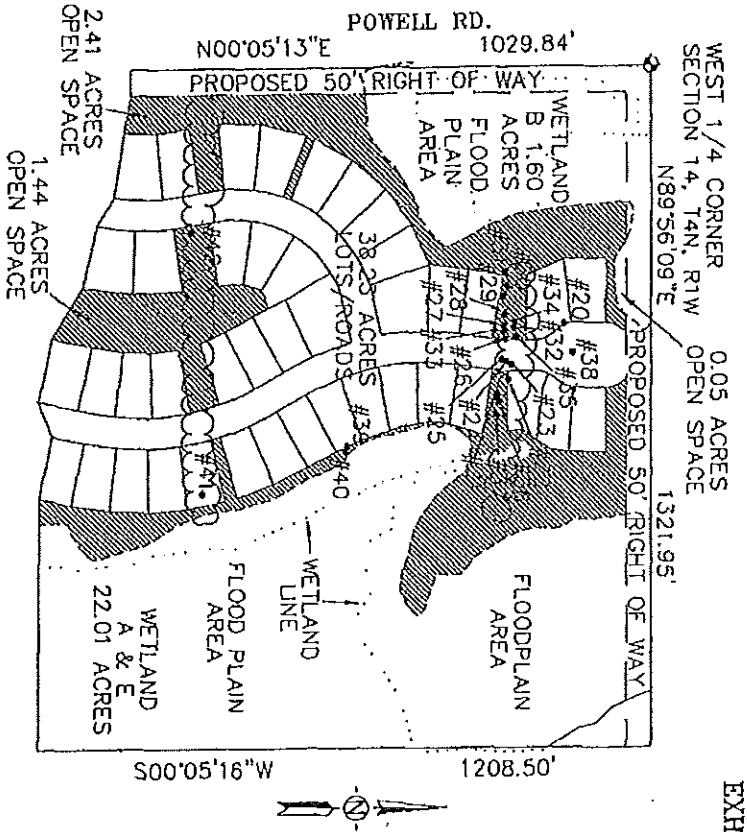 POWELL RD.
N00°05'13"E
1029.84'
PROPOSED 50' RIGHT OF WAY
WEST 1/4 CORNER
SECTION 14, T4N, R1W
N89°56'09"E
1321.95'
PROPOSED 50' RIGHT OF WAY
0.05 ACRES
OPEN SPACE
2.41 ACRES
OPEN SPACE
1.44 ACRES
OPEN SPACE
WETLAND
B 1.60
ACRES
FLOOD
PLAIN
AREA
38.23 ACRES
LOTS/ROADS
#20
#38
#34
#32
#35
29
#28
#27
#33
#26
#23
#25
#39
#40
#41
FLOODPLAIN
AREA
WETLAND
LINE
FLOOD PLAIN
AREA
WETLAND
A & E
22.01 ACRES
S00°05'16"W
1208.50'
N
EXH